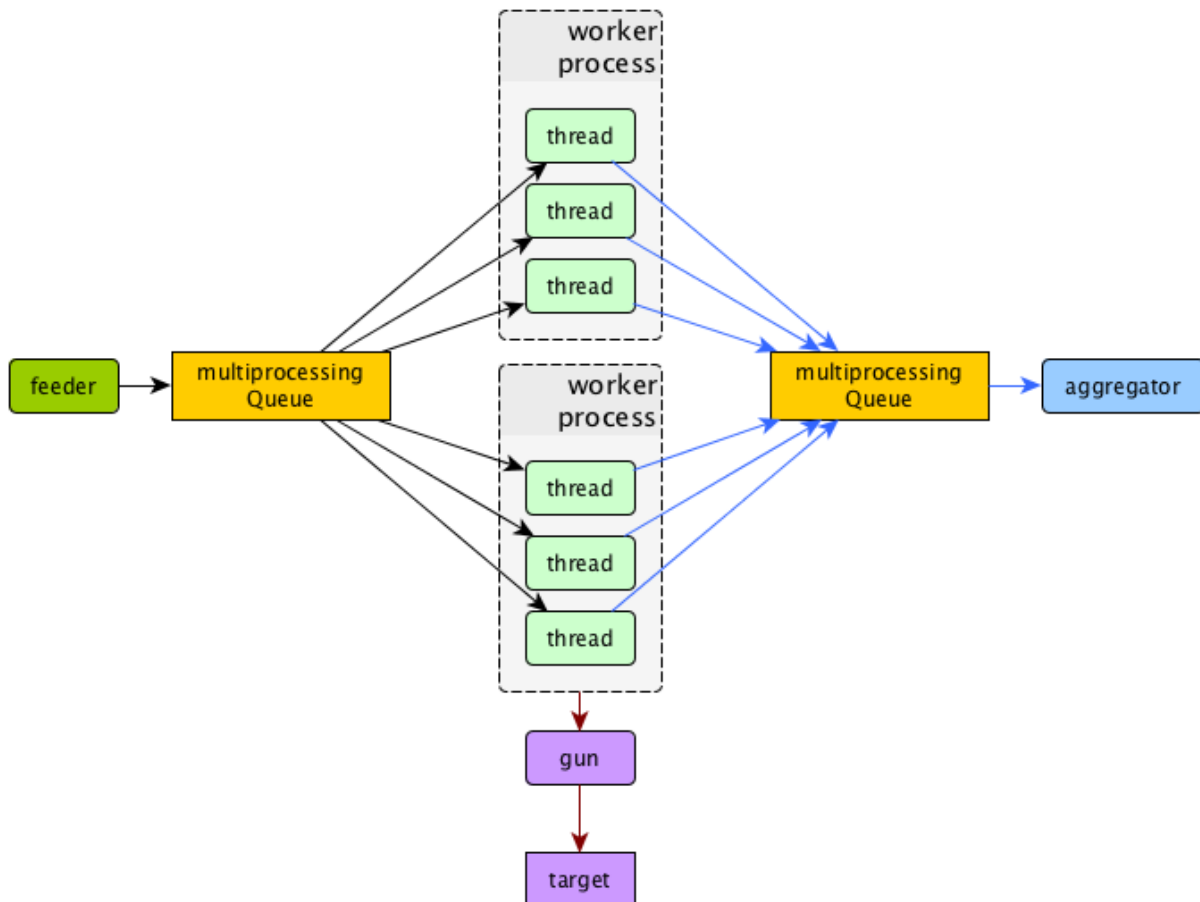 worker
process
thread
thread
thread
feeder
multiprocessing
Queue
worker
process
multiprocessing
Queue
aggregator
thread
thread
thread
gun
target